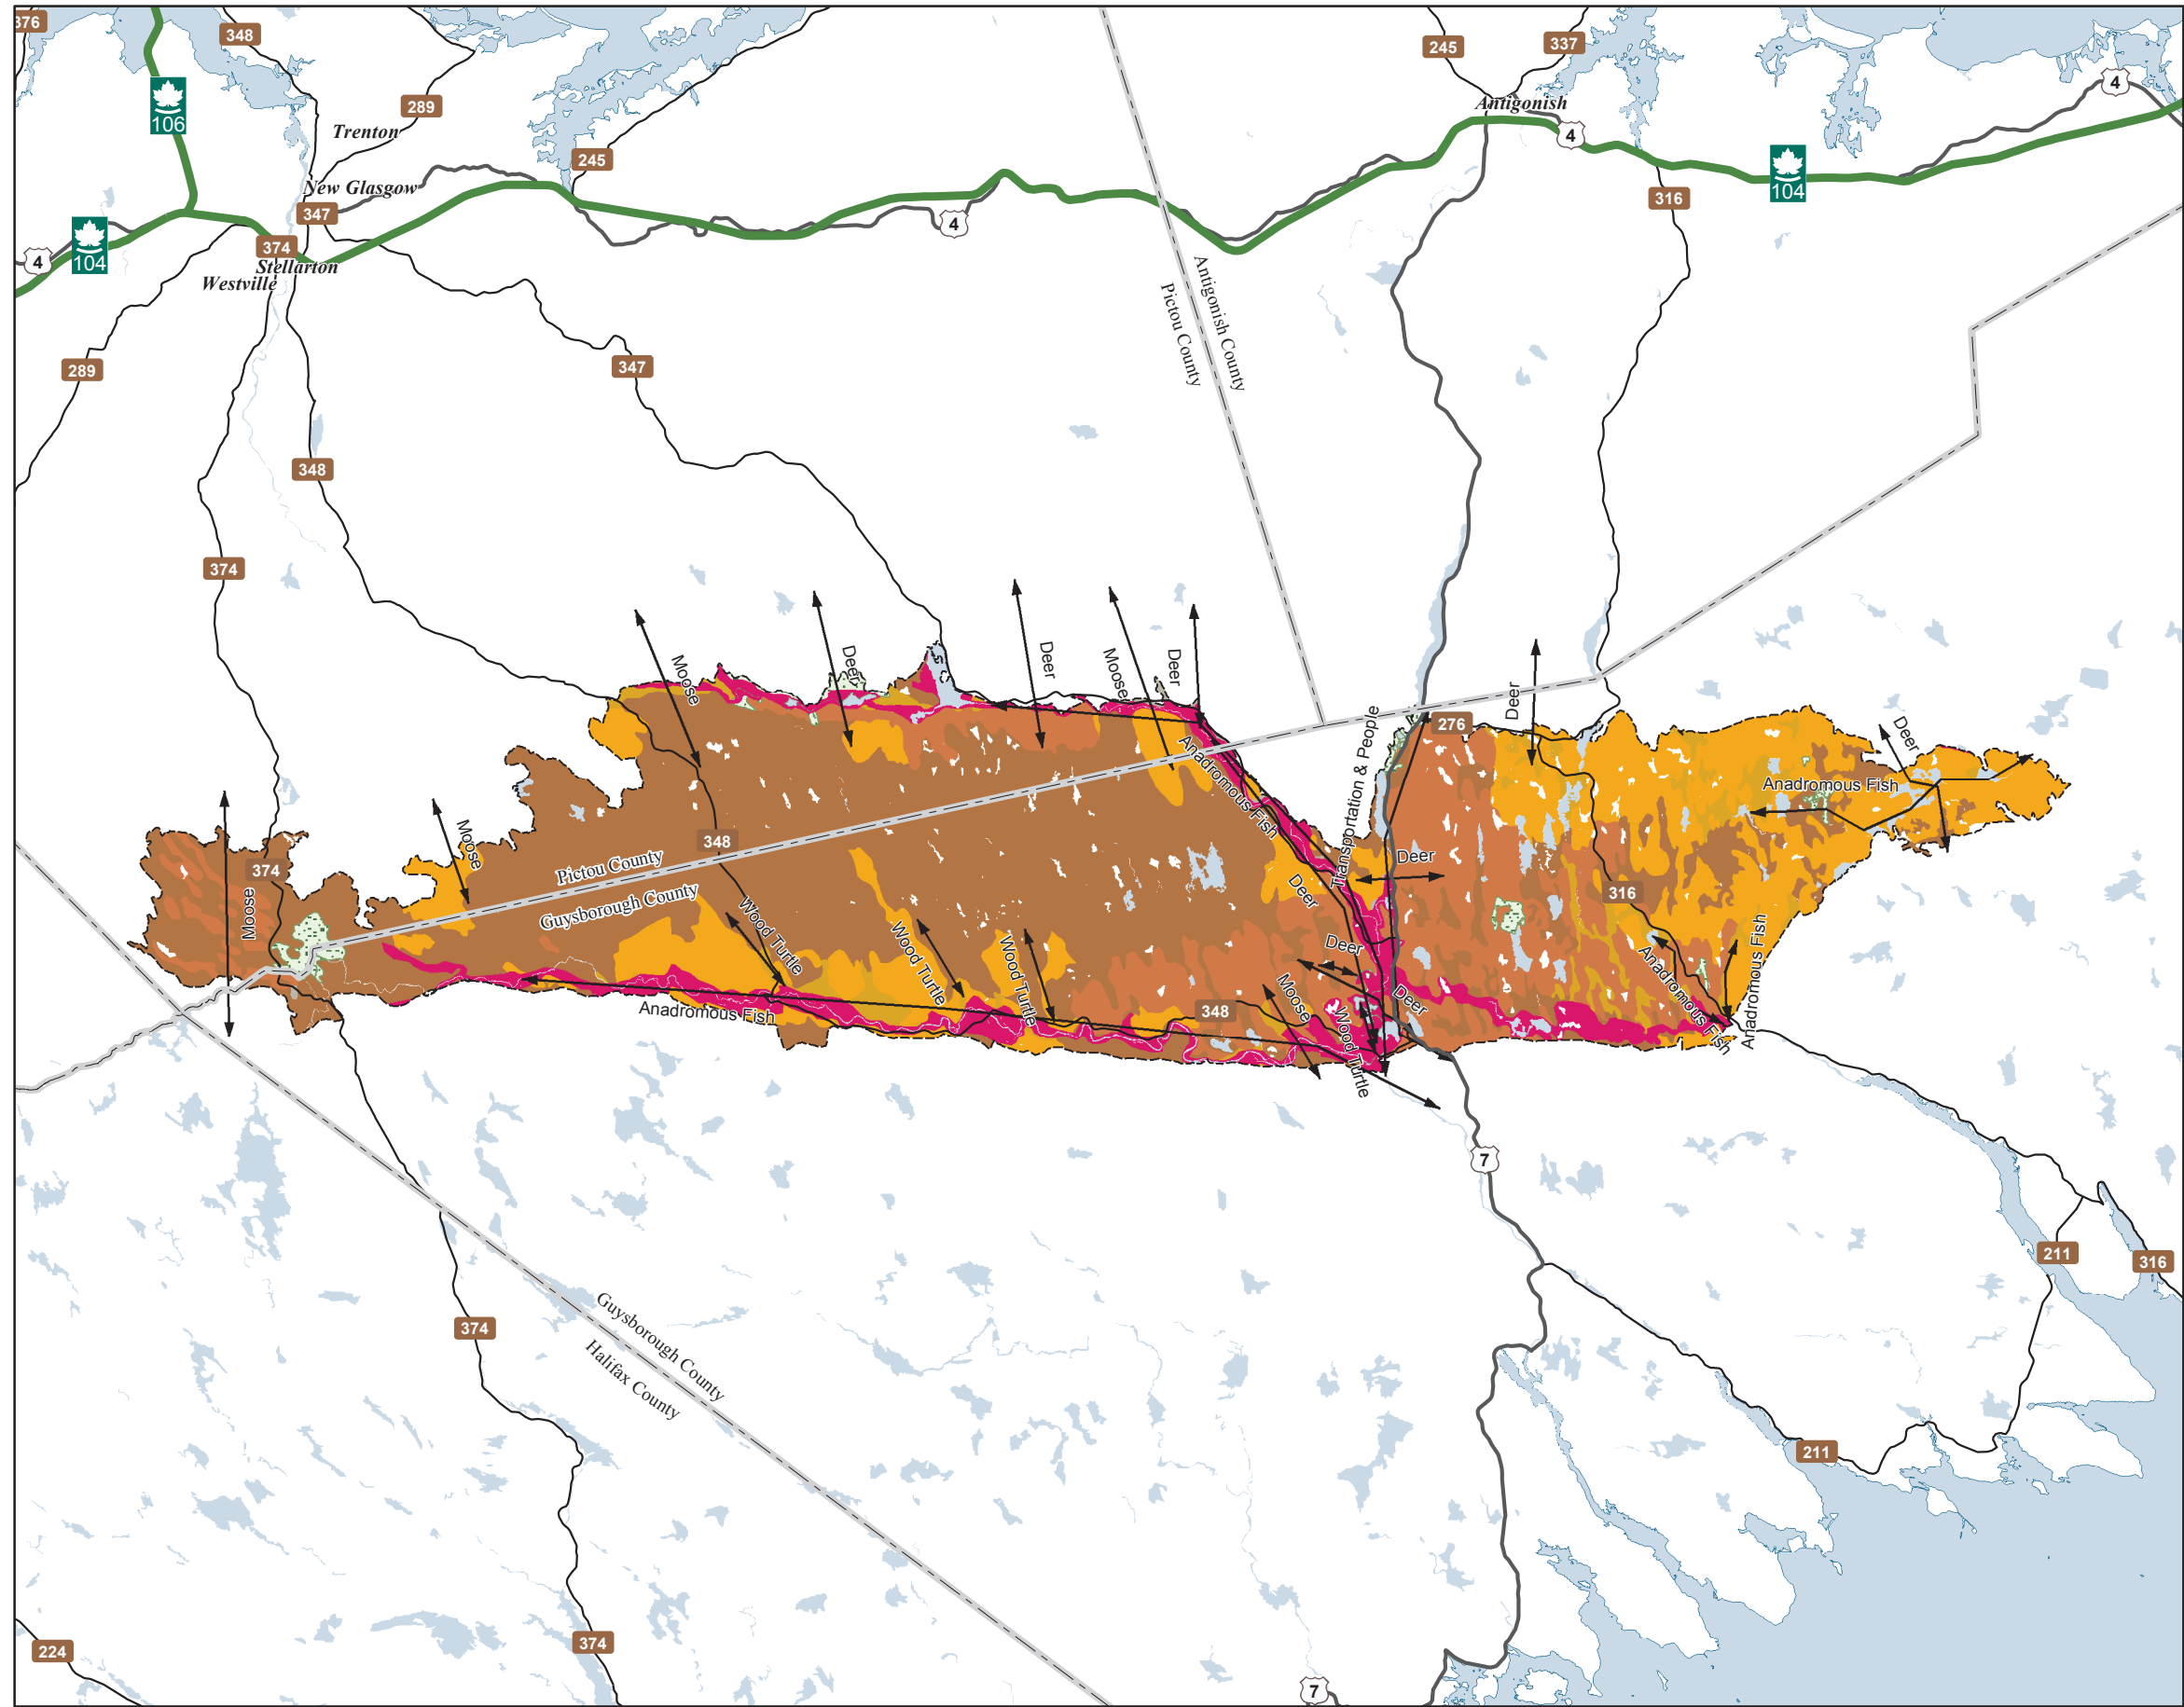 376
348
245
337
106
289
Antigonish
4
4
Trenton
245
104
New Glasgow
347
316
4
104
374
4
Stellarton
Westville
Antigonish County
Pictou County
289
347
348
374
Moose
Deer
Deer
Moose
Deer
Deer
Transportation & People
276
Deer
Anadromous Fish
Anadromous Fish
Moose
348
Pictou County
Deer
374
Guysborough County
Deer
316
Moose
Wood Turtle
Wood Turtle
Wood Turtle
Deer
Anadromous Fish
Anadromous Fish
Moose
Deer
Anadromous Fish
348
Wood Turtle
7
211
316
Guysborough County
Halifax County
374
211
374
224
7